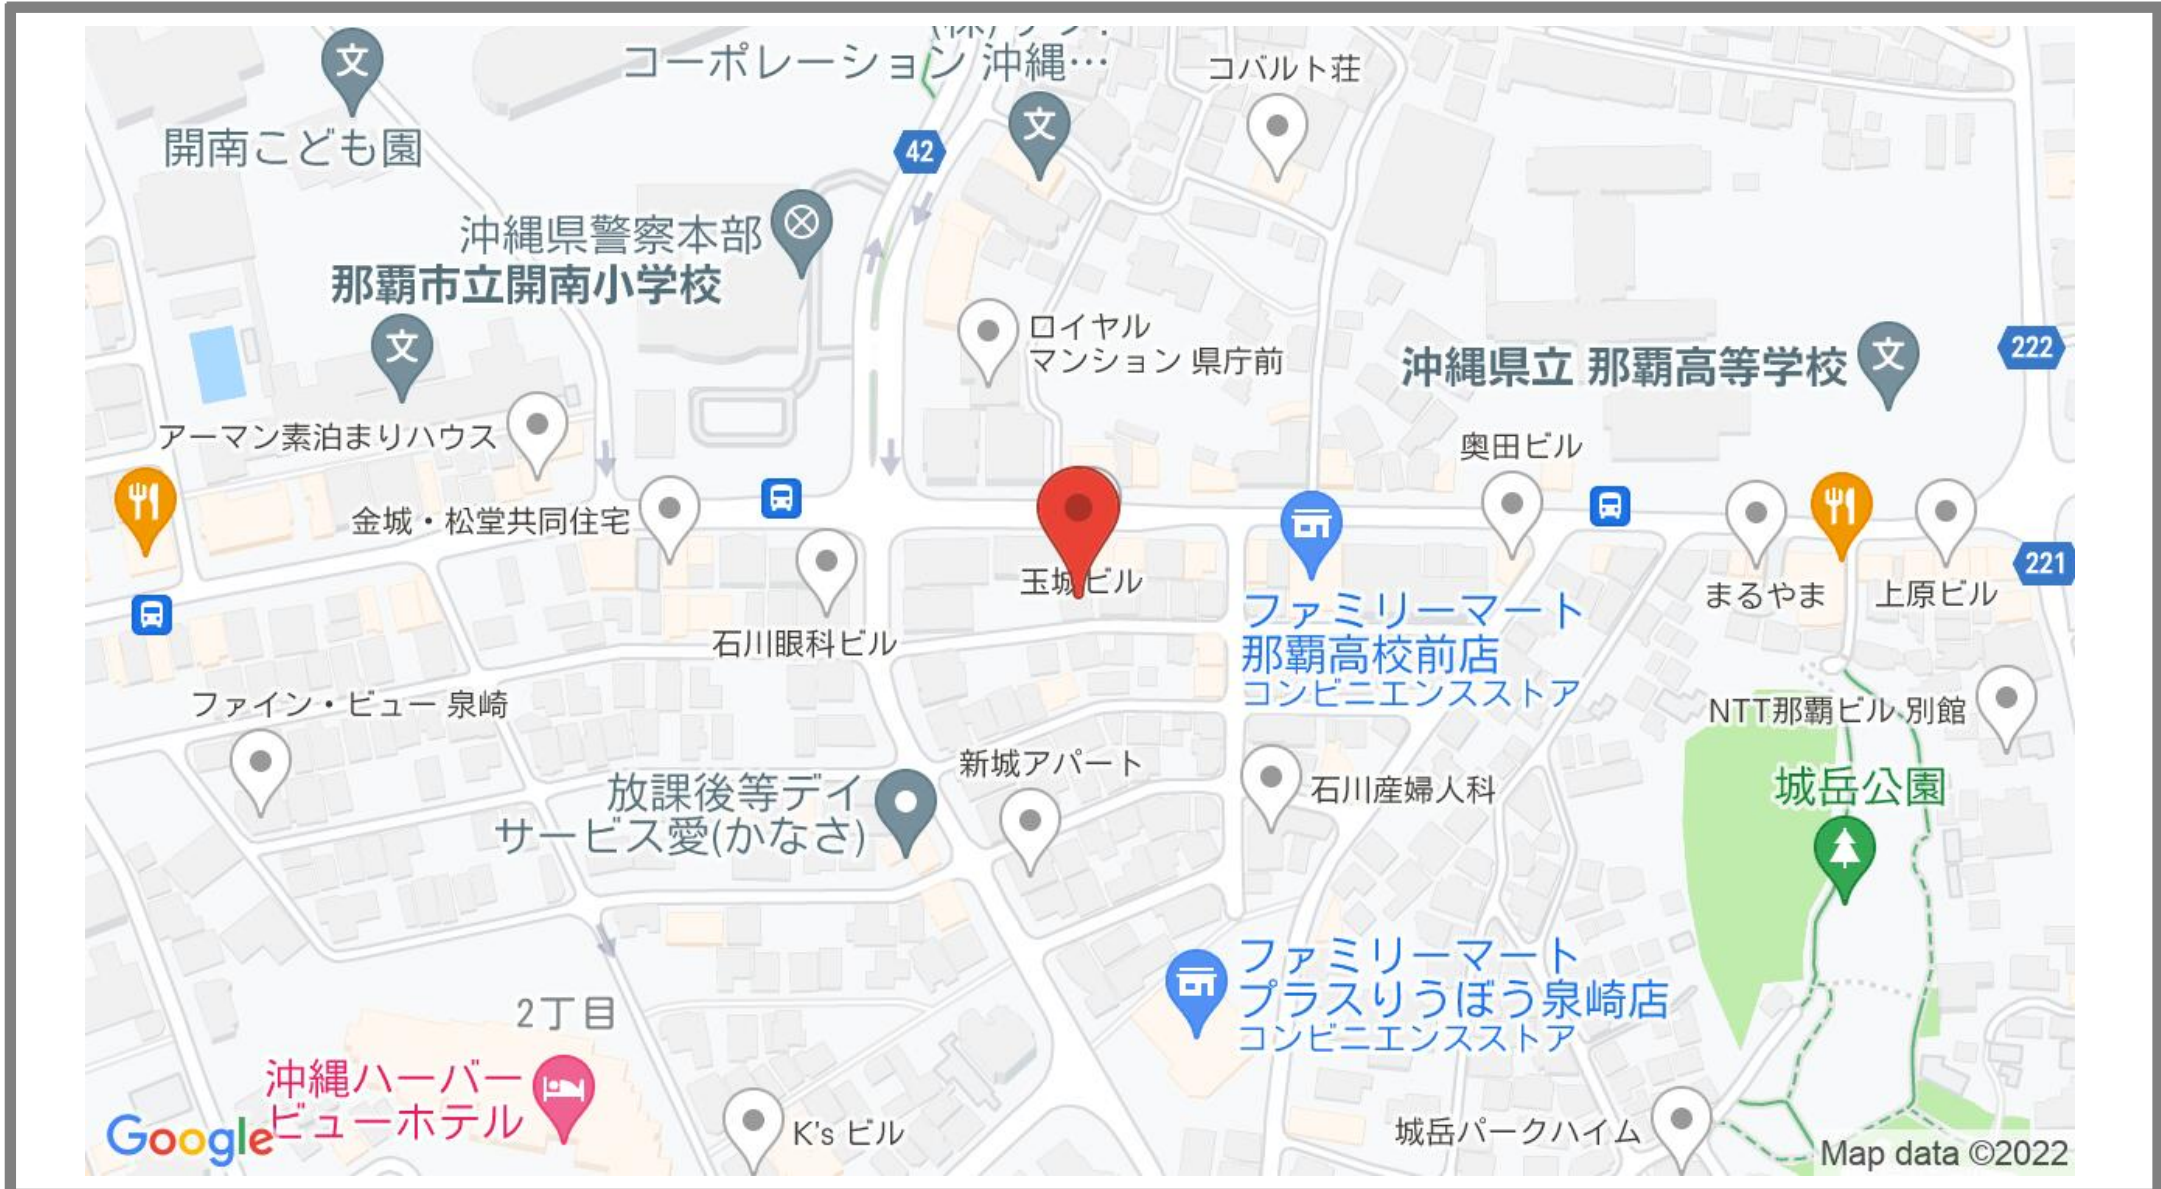 コーポレーション 沖縄…
コバルト荘
開南こども園
42
沖縄県警察本部
那覇市立開南小学校
ロイヤル
マンション 県庁前
沖縄県立 那覇高等学校
222
アーマン素泊まりハウス
奥田ビル
金城・松堂共同住宅
玉城ビル
石川眼科ビル
ファミリーマート
那覇高校前店
コンビニエンスストア
まるやま
上原ビル
221
ファイン・ビュー 泉崎
NTT那覇ビル 別館
新城アパート
放課後等デイ
サービス愛(かなさ)
石川産婦人科
城岳公園
ファミリーマート
プラスりうぼう泉崎店
コンビニエンスストア
2丁目
沖縄ハーバー
ビューホテル
K's ビル
城岳パークハイム
Google
Map data ©2022